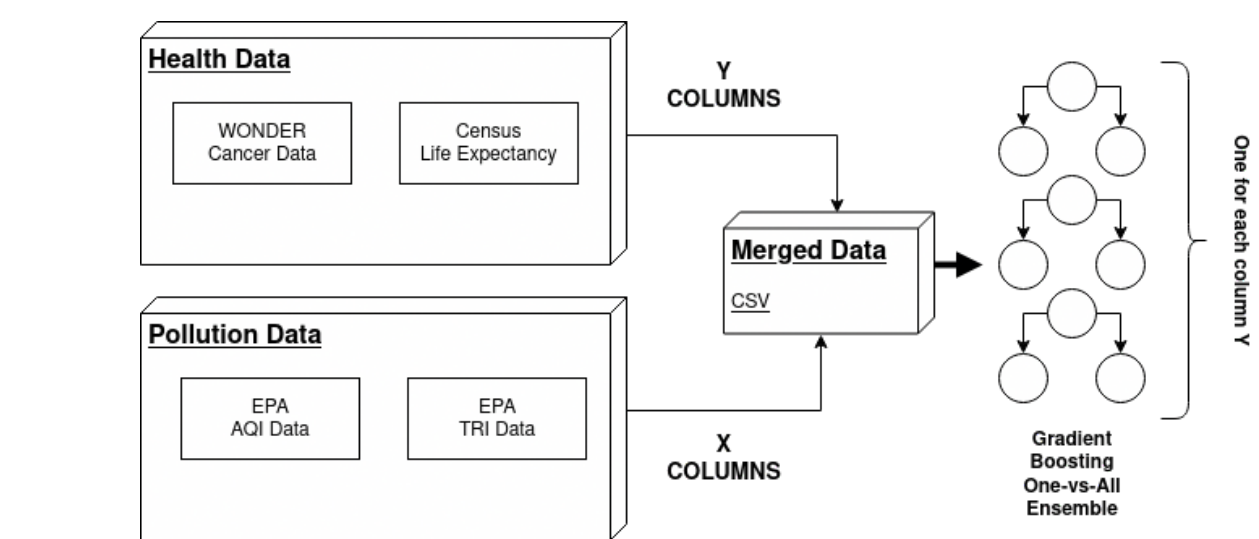 Health Data
WONDER
Cancer Data
Census
Life Expectancy
Y
COLUMNS
Merged Data
CSV
Pollution Data
EPA
AQI Data
EPA
TRI Data
X
COLUMNS
Gradient
Boosting
One-vs-All
Ensemble
One for each column Y